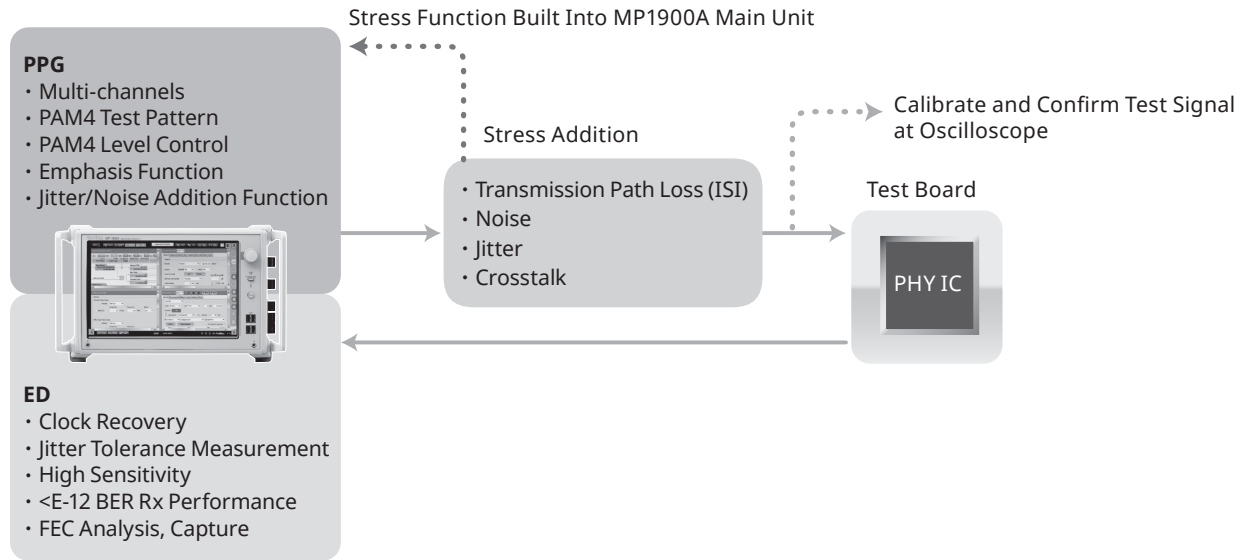 Stress Function Built Into MP1900A Main Unit
PPG
・Multi-channels
・PAM4 Test Pattern
・PAM4 Level Control
・Emphasis Function
・Jitter/Noise Addition Function
Stress Addition
・Transmission Path Loss (ISI)
・Noise
・Jitter
・Crosstalk
Calibrate and Confirm Test Signal
at Oscilloscope
Test Board
PHY IC
ED
・Clock Recovery
・Jitter Tolerance Measurement
・High Sensitivity
・<E-12 BER Rx Performance
・FEC Analysis, Capture